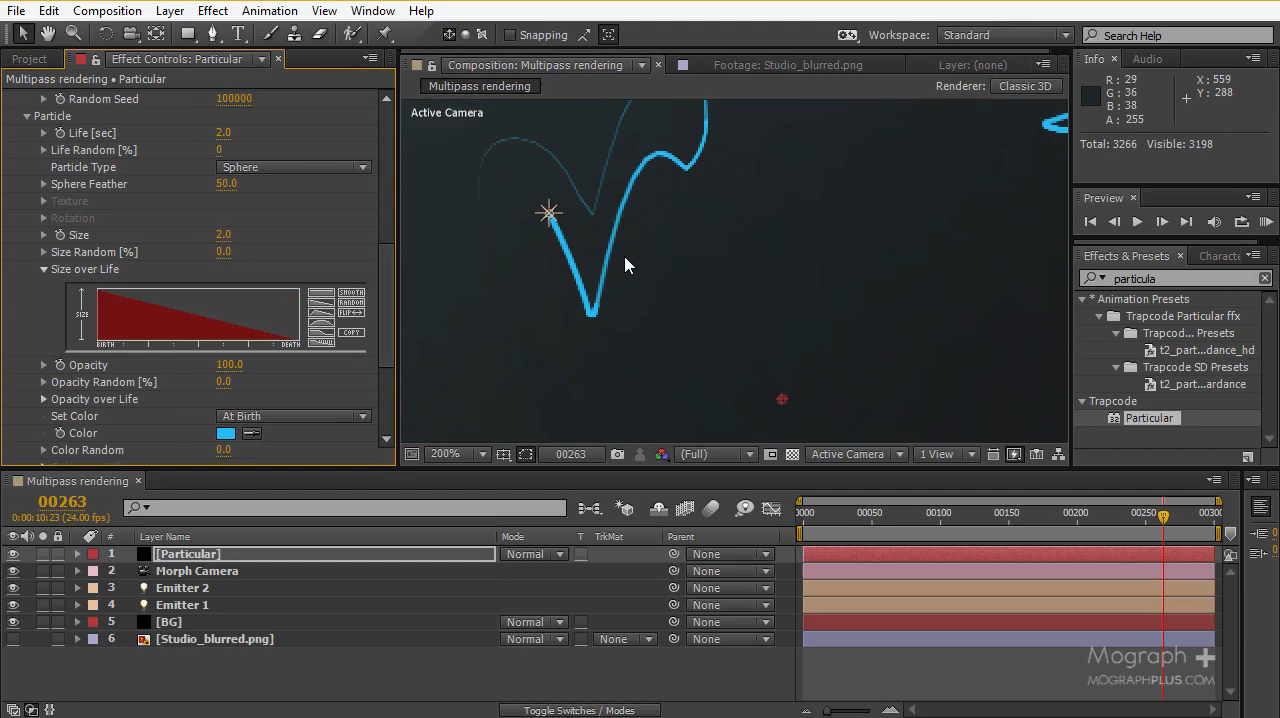 File Edit Composition Layer Effect Animation View Window Help
Snapping Workspace: Standard Search Help
Project Effect Controls: Particular
Multipass rendering • Particular
Random Seed 100000
Particle
Life [sec] 2.0
Life Random [%] 0
Particle Type Sphere
Sphere Feather 50.0
Texture
Rotation
Size 2.0
Size Random [%] 0.0
Size over Life
SIZE
SMOOTH
RANDOM
FLIP
COPY
BIRTH DEATH
Opacity 100.0
Opacity Random [%] 0.0
Opacity over Life
Set Color At Birth
Color
Color Random 0.0
Composition: Multipass rendering Footage: Studio_blurred.png Layer: (none)
Multipass rendering Renderer: Classic 3D
Active Camera
200% 00263 (Full) Active Camera 1 View
Info Audio
R: 29 X: 559
G: 36 Y: 288
B: 38
A: 255
Total: 3266 Visible: 3198
Preview
Effects & Presets Characte
particula
* Animation Presets
Trapcode Particular ffx
Trapcod... Presets
t2_part...dance_hd
Trapcode SD Presets
t2_part...ardance
Trapcode
32 Particular
Multipass rendering
00263
0:00:10:23 (24.00 fps)
0000 00050 00100 00150 00200 00250 00300
# Layer Name Mode T TrkMat Parent
1 [Particular] Normal None
2 Morph Camera None
3 Emitter 2 None
4 Emitter 1 None
5 [BG] Normal None
6 [Studio_blurred.png] Normal None None
Toggle Switches / Modes
Mograph +
MOGRAPHPLUS.COM